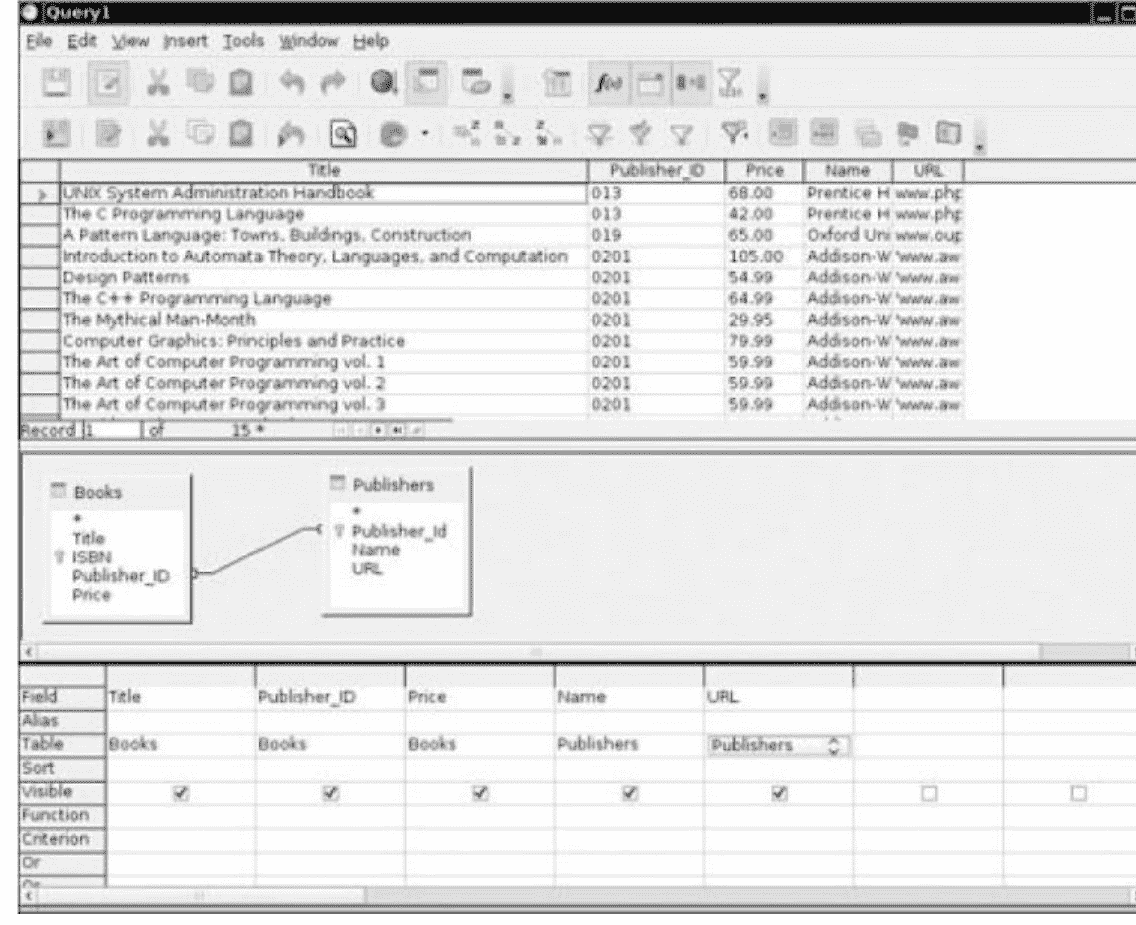 Query1
File Edit View Insert Tools Window Help
Title Publisher_ID Price Name URL
UNIX System Administration Handbook 013 68.00 Prentice H www.php
The C Programming Language 013 42.00 Prentice H www.php
A Pattern Language: Towns, Buildings, Construction 019 65.00 Oxford Uni www.oup
Introduction to Automata Theory, Languages, and Computation 0201 105.00 Addison-W www.aw
Design Patterns 0201 54.99 Addison-W www.aw
The C++ Programming Language 0201 64.99 Addison-W www.aw
The Mythical Man-Month 0201 29.95 Addison-W www.aw
Computer Graphics: Principles and Practice 0201 79.99 Addison-W www.aw
The Art of Computer Programming vol. 1 0201 59.99 Addison-W www.aw
The Art of Computer Programming vol. 2 0201 59.99 Addison-W www.aw
The Art of Computer Programming vol. 3 0201 59.99 Addison-W www.aw
Record 1 of 15 *
Books
*
Title
ISBN
Publisher_ID
Price
Publishers
*
Publisher_Id
Name
URL
Field Title Publisher_ID Price Name URL
Alias
Table Books Books Books Publishers Publishers
Sort
Visible
Function
Criterion
Or
Or